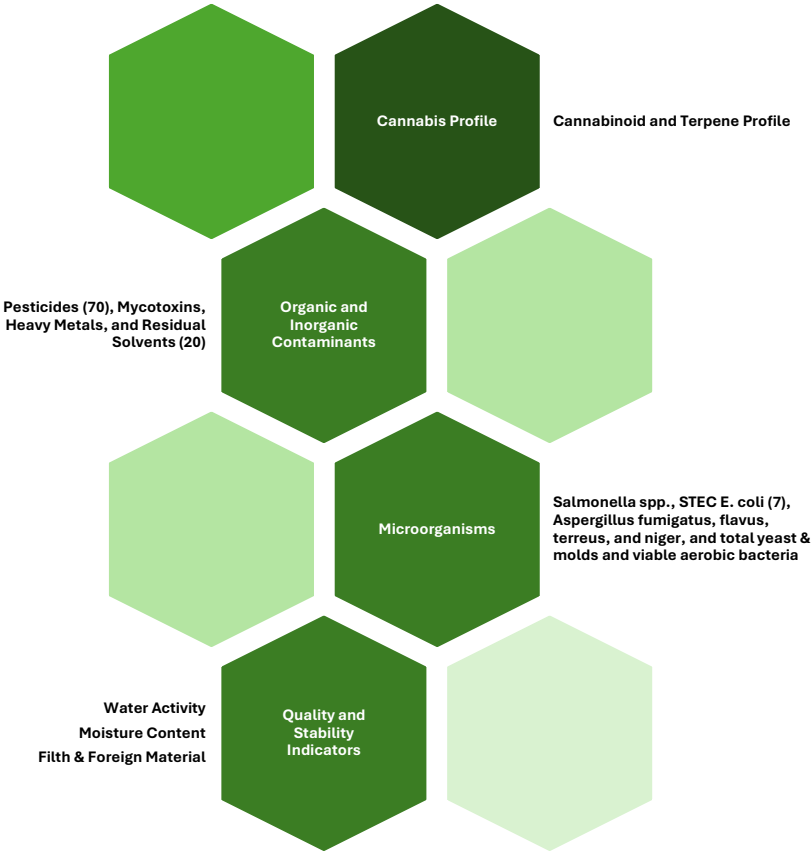 Cannabis Profile
Cannabinoid and Terpene Profile
Pesticides (70), Mycotoxins,
Heavy Metals, and Residual
Solvents (20)
Organic and
Inorganic
Contaminants
Microorganisms
Salmonella spp., STEC E. coli (7),
Aspergillus fumigatus, flavus,
terreus, and niger, and total yeast &
molds and viable aerobic bacteria
Water Activity
Moisture Content
Filth & Foreign Material
Quality and
Stability
Indicators